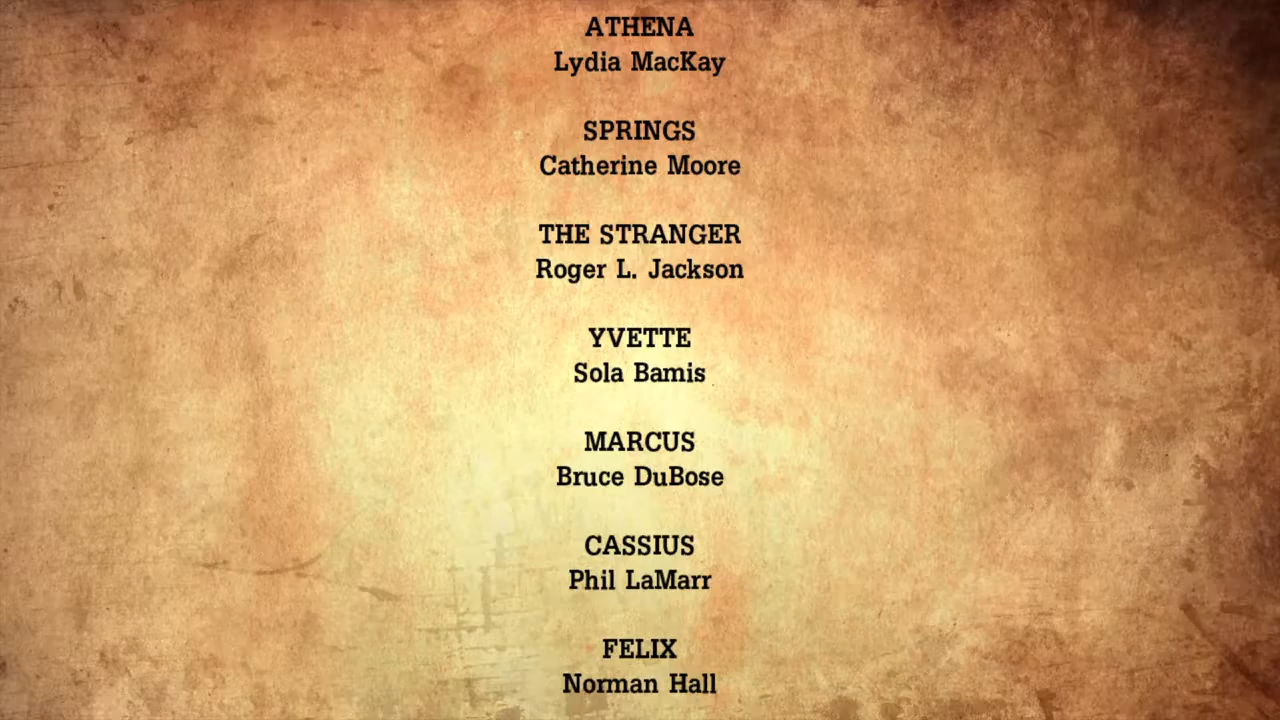 ATHENA
Lydia MacKay
SPRINGS
Catherine Moore
THE STRANGER
Roger L. Jackson
YVETTE
Sola Bamis
MARCUS
Bruce DuBose
CASSIUS
Phil LaMarr
FELIX
Norman Hall